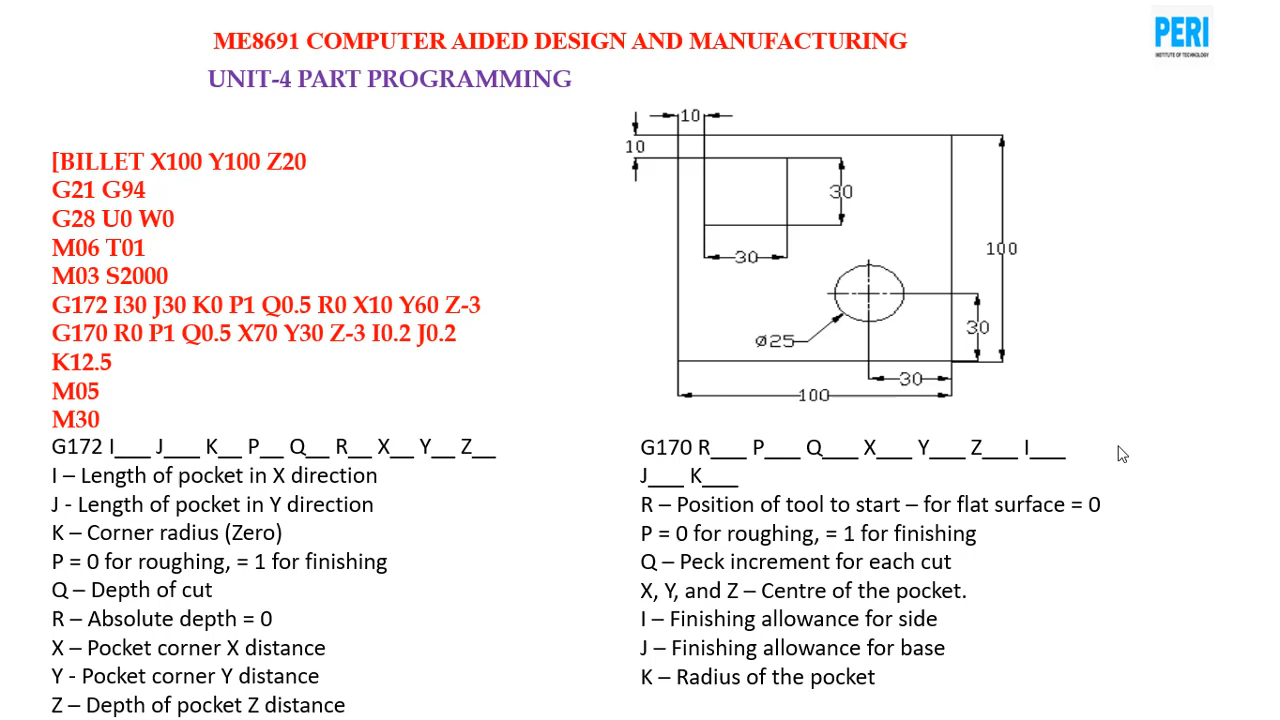 ME8691 COMPUTER AIDED DESIGN AND MANUFACTURING
PERI
INSTITUTE OF TECHNOLOGY
UNIT-4 PART PROGRAMMING
[BILLET X100 Y100 Z20
G21 G94
G28 U0 W0
M06 T01
M03 S2000
G172 I30 J30 K0 P1 Q0.5 R0 X10 Y60 Z-3
G170 R0 P1 Q0.5 X70 Y30 Z-3 I0.2 J0.2
K12.5
M05
M30
10
10
30
30
100
30
ø25
30
100
G172 I___ J___ K__ P__ Q__ R__ X__ Y__ Z__
I – Length of pocket in X direction
J - Length of pocket in Y direction
K – Corner radius (Zero)
P = 0 for roughing, = 1 for finishing
Q – Depth of cut
R – Absolute depth = 0
X – Pocket corner X distance
Y - Pocket corner Y distance
Z – Depth of pocket Z distance
G170 R___ P___ Q___ X___ Y___ Z___ I___
J___ K___
R – Position of tool to start – for flat surface = 0
P = 0 for roughing, = 1 for finishing
Q – Peck increment for each cut
X, Y, and Z – Centre of the pocket.
I – Finishing allowance for side
J – Finishing allowance for base
K – Radius of the pocket